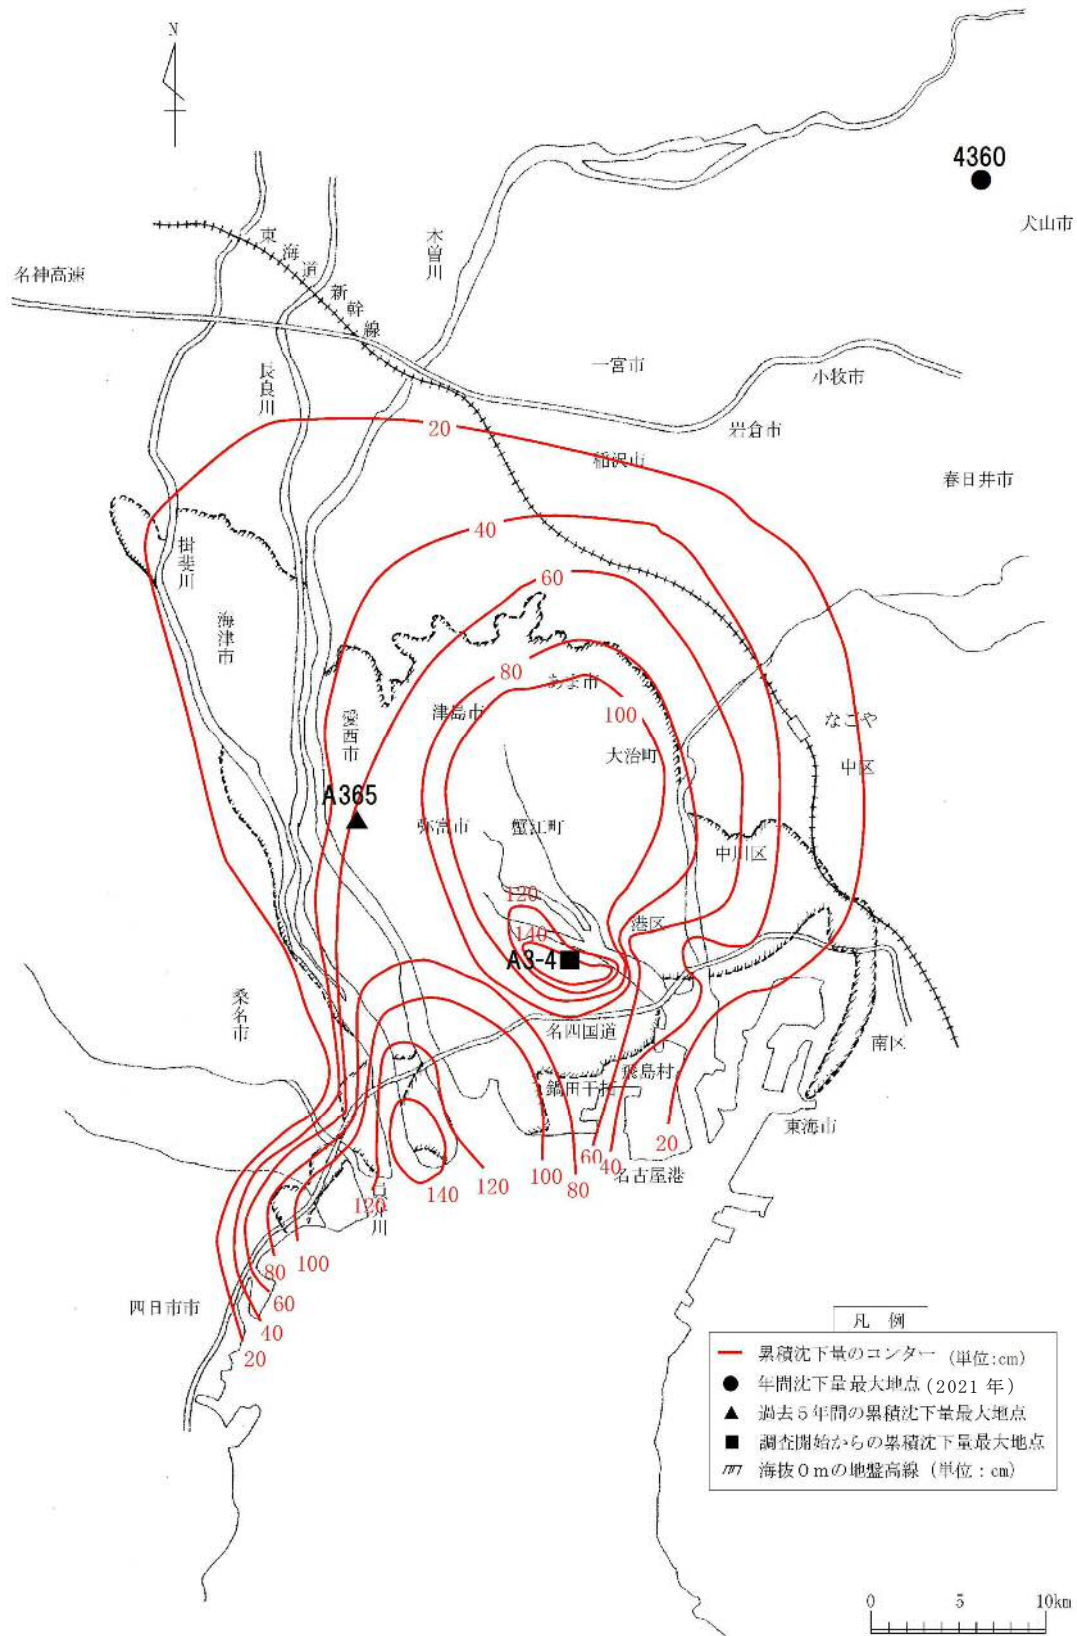 N
4360
犬山市
東海道新幹線
木曽川
名神高速
長良川
一宮市
小牧市
岩倉市
20
稲沢市
春日井市
40
揖斐川
60
海津市
80
あま市
津島市
100
愛西市
なごや
大治町
中区
A365
弥富市
蟹江町
中川区
120
港区
140
A3-4
桑名市
名四国道
南区
鍋田干拓
飛島村
東海市
20
60
40
名古屋港
100
80
120
140
120
員弁川
80
100
60
四日市市
40
20
凡 例
累積沈下量のコンター (単位:cm)
年間沈下量最大地点(2021 年)
過去5年間の累積沈下量最大地点
調査開始からの累積沈下量最大地点
海抜0mの地盤高線 (単位:cm)
0 5 10km